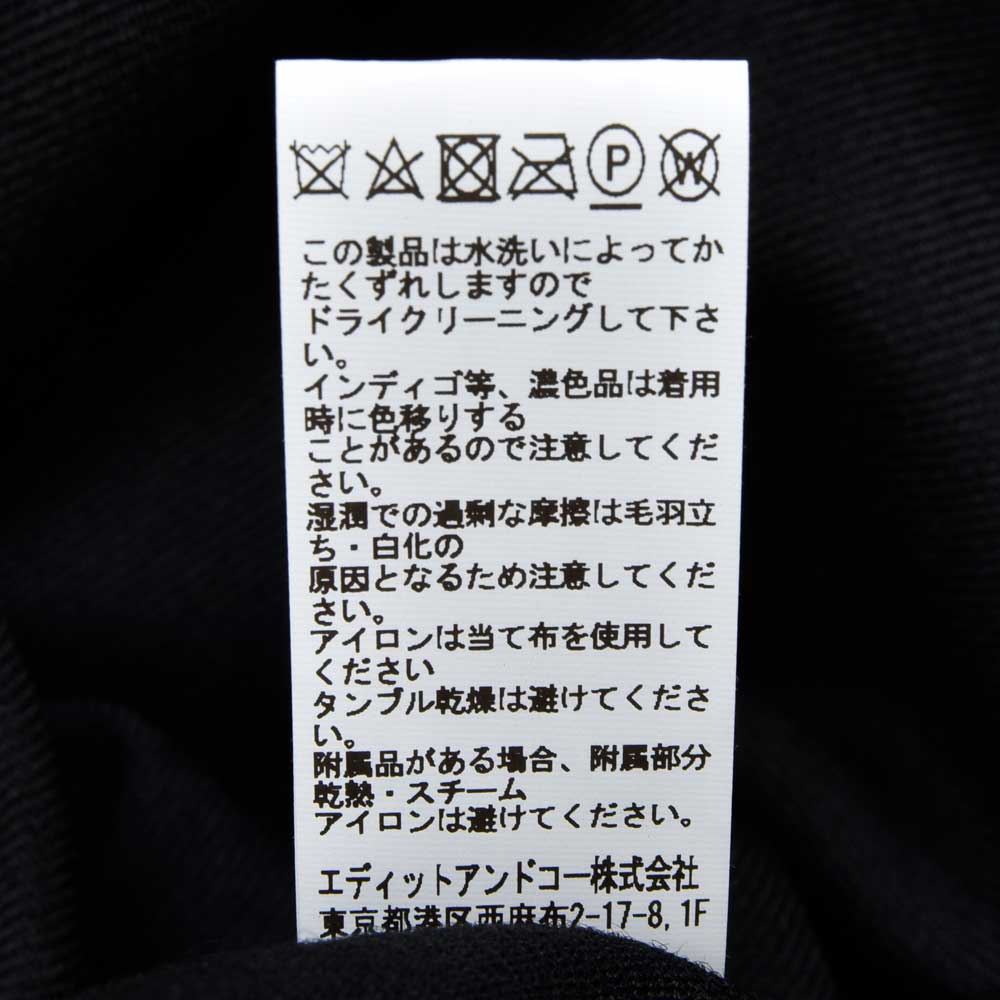 P W
この製品は水洗いによってか
たくずれしますので
ドライクリーニングして下さ
い。
インディゴ等、濃色品は着用
時に色移りする
ことがあるので注意してくだ
さい。
湿潤での過剰な摩擦は毛羽立
ち・白化の
原因となるため注意してくだ
さい。
アイロンは当て布を使用して
ください
タンブル乾燥は避けてくださ
い。
附属品がある場合、附属部分
乾熱・スチーム
アイロンは避けてください。
エディットアンドコー株式会社
東京都港区西麻布2-17-8,1F